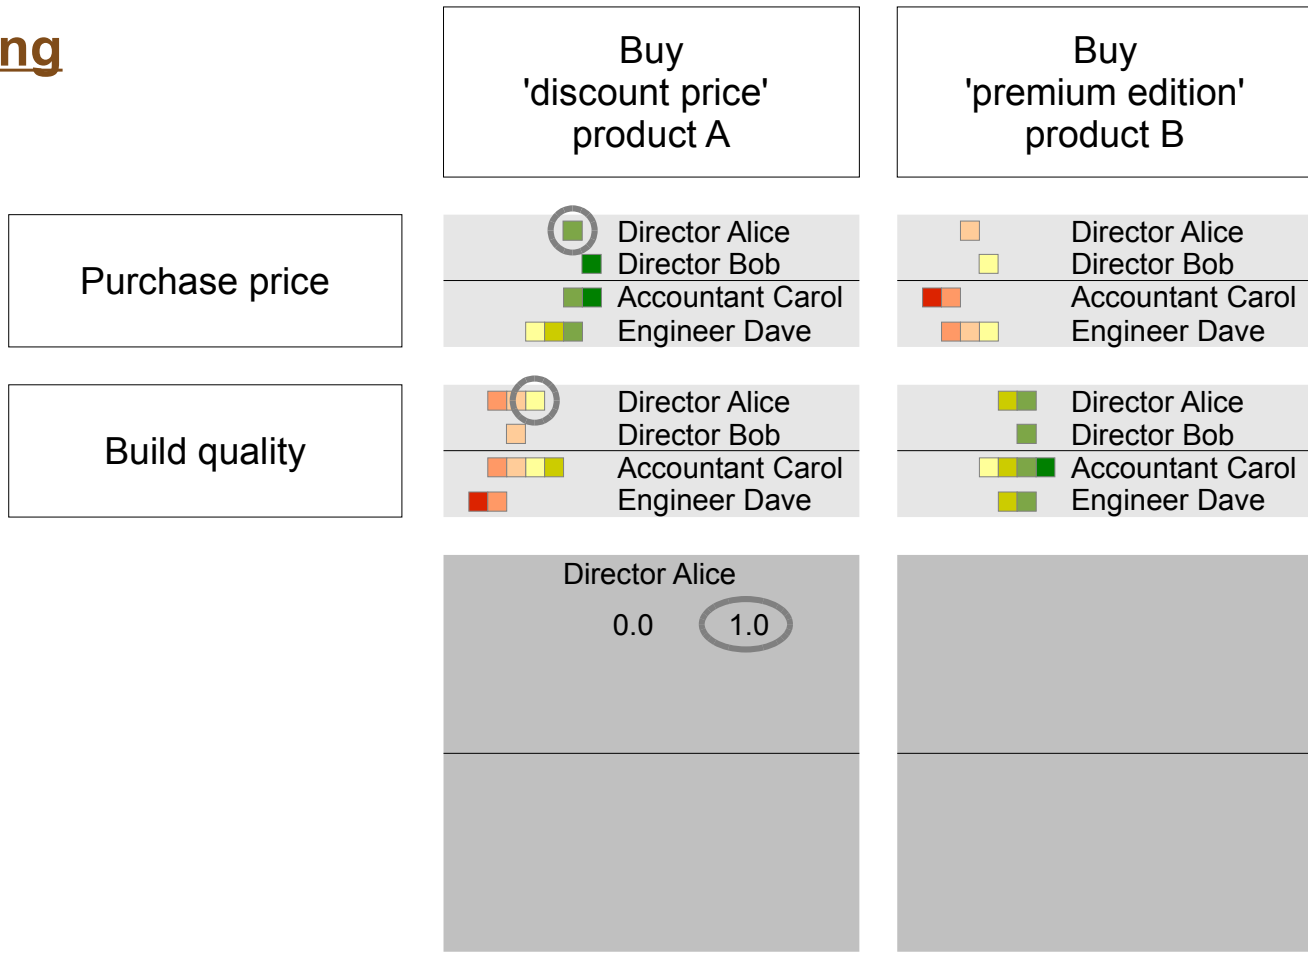 ng
Buy
'discount price'
product A
Buy
'premium edition'
product B
Purchase price
Director Alice
Director Bob
Accountant Carol
Engineer Dave
Director Alice
Director Bob
Accountant Carol
Engineer Dave
Build quality
Director Alice
Director Bob
Accountant Carol
Engineer Dave
Director Alice
Director Bob
Accountant Carol
Engineer Dave
Director Alice
0.0 1.0